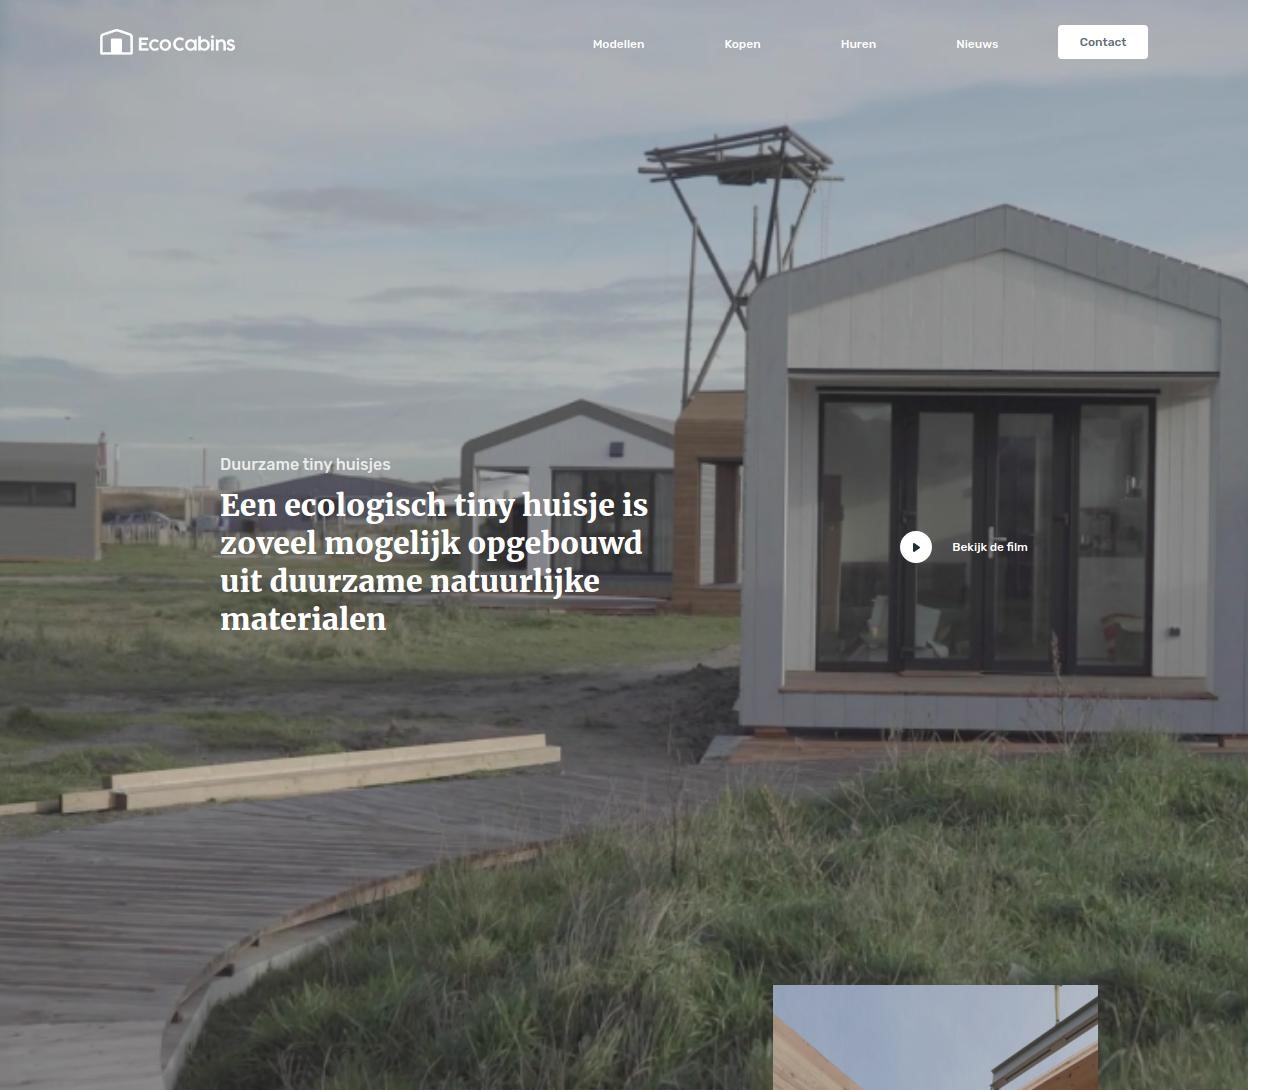 EcoCabins
Modellen
Kopen
Huren
Nieuws
Contact
Duurzame tiny huisjes
Een ecologisch tiny huisje is
zoveel mogelijk opgebouwd
uit duurzame natuurlijke
materialen
Bekijk de film